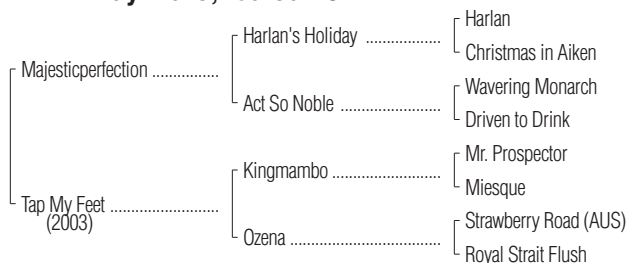 Majesticperfection ................
Harlan's Holiday ..................
Harlan
Christmas in Aiken
Act So Noble ........................
Wavering Monarch
Driven to Drink
Tap My Feet ..........................
(2003)
Kingmambo ..........................
Mr. Prospector
Miesque
Ozena ....................................
Strawberry Road (AUS)
Royal Strait Flush